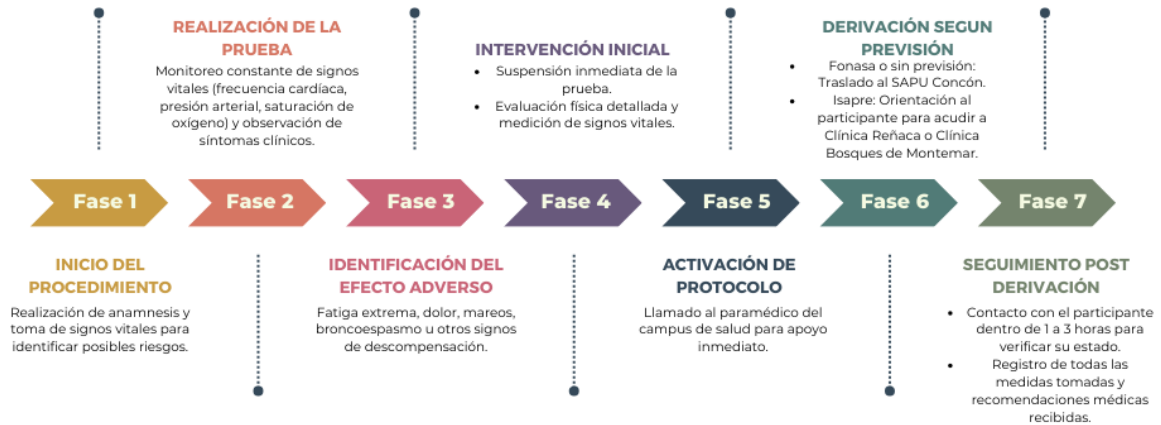 REALIZACIÓN DE LA
PRUEBA
Monitoreo constante de signos
vitales (frecuencia cardíaca,
presión arterial, saturación de
oxígeno) y observación de
síntomas clínicos.
INTERVENCIÓN INICIAL
• Suspensión inmediata de la
prueba.
• Evaluación física detallada y
medición de signos vitales.
DERIVACIÓN SEGUN
PREVISIÓN
• Fonasa o sin previsión:
Traslado al SAPU Concón.
• Isapre: Orientación al
participante para acudir a
Clínica Reñaca o Clínica
Bosques de Montemar.
Fase 1
Fase 2
Fase 3
Fase 4
Fase 5
Fase 6
Fase 7
INICIO DEL
PROCEDIMIENTO
Realización de anamnesis y
toma de signos vitales para
identificar posibles riesgos.
IDENTIFICACIÓN DEL
EFECTO ADVERSO
Fatiga extrema, dolor, mareos,
broncoespasmo u otros signos
de descompensación.
ACTIVACIÓN DE
PROTOCOLO
Llamado al paramédico del
campus de salud para apoyo
inmediato.
SEGUIMIENTO POST
DERIVACIÓN
• Contacto con el participante
dentro de 1 a 3 horas para
verificar su estado.
• Registro de todas las
medidas tomadas y
recomendaciones médicas
recibidas.